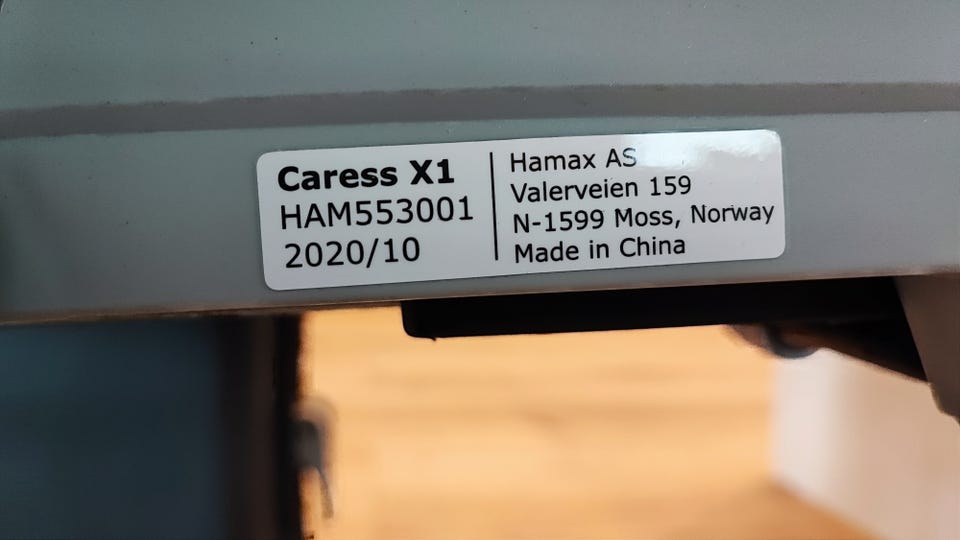 Caress X1
HAM553001
2020/10
Hamax AS
Valerveien 159
N-1599 Moss, Norway
Made in China